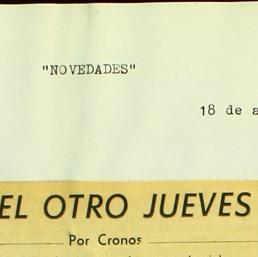 "NOVEDADES"
18 de a
EL OTRO JUEVES
Por Cronos